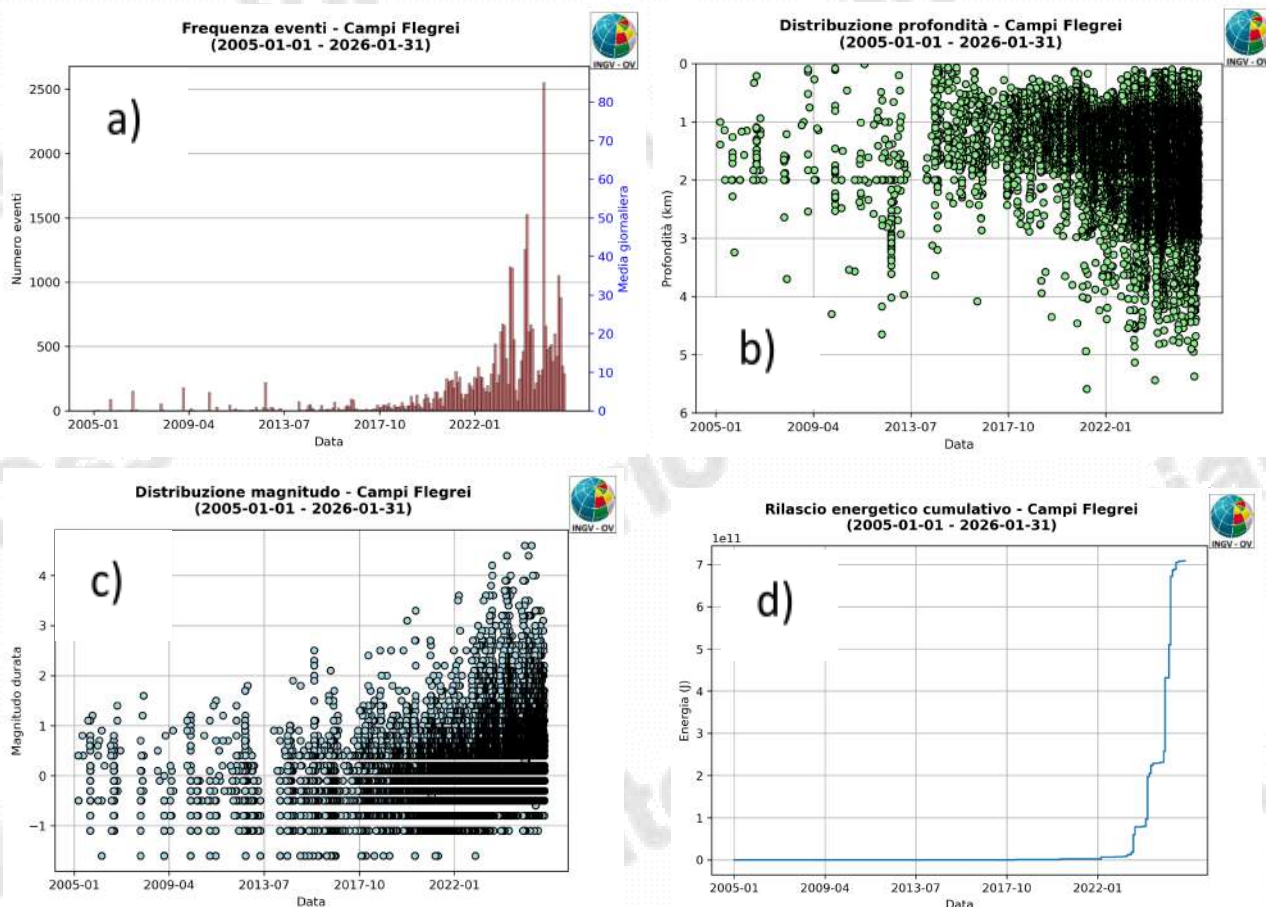 Frequenza eventi - Campi Flegrei
(2005-01-01 - 2026-01-31)
INGV - OV
a)
2500
2000
1500
1000
500
0
80
70
60
50
40
30
20
10
0
Numero eventi
Media giornaliera
2005-01 2009-04 2013-07 2017-10 2022-01
Data
Distribuzione profondità - Campi Flegrei
(2005-01-01 - 2026-01-31)
INGV - OV
b)
0
1
2
3
4
5
6
Profondità (km)
2005-01 2009-04 2013-07 2017-10 2022-01
Data
Distribuzione magnitudo - Campi Flegrei
(2005-01-01 - 2026-01-31)
INGV - OV
c)
4
3
2
1
0
−1
Magnitudo durata
2005-01 2009-04 2013-07 2017-10 2022-01
Data
Rilascio energetico cumulativo - Campi Flegrei
(2005-01-01 - 2026-01-31)
INGV - OV
1e11
d)
7
6
5
4
3
2
1
0
Energia (J)
2005-01 2009-04 2013-07 2017-10 2022-01
Data